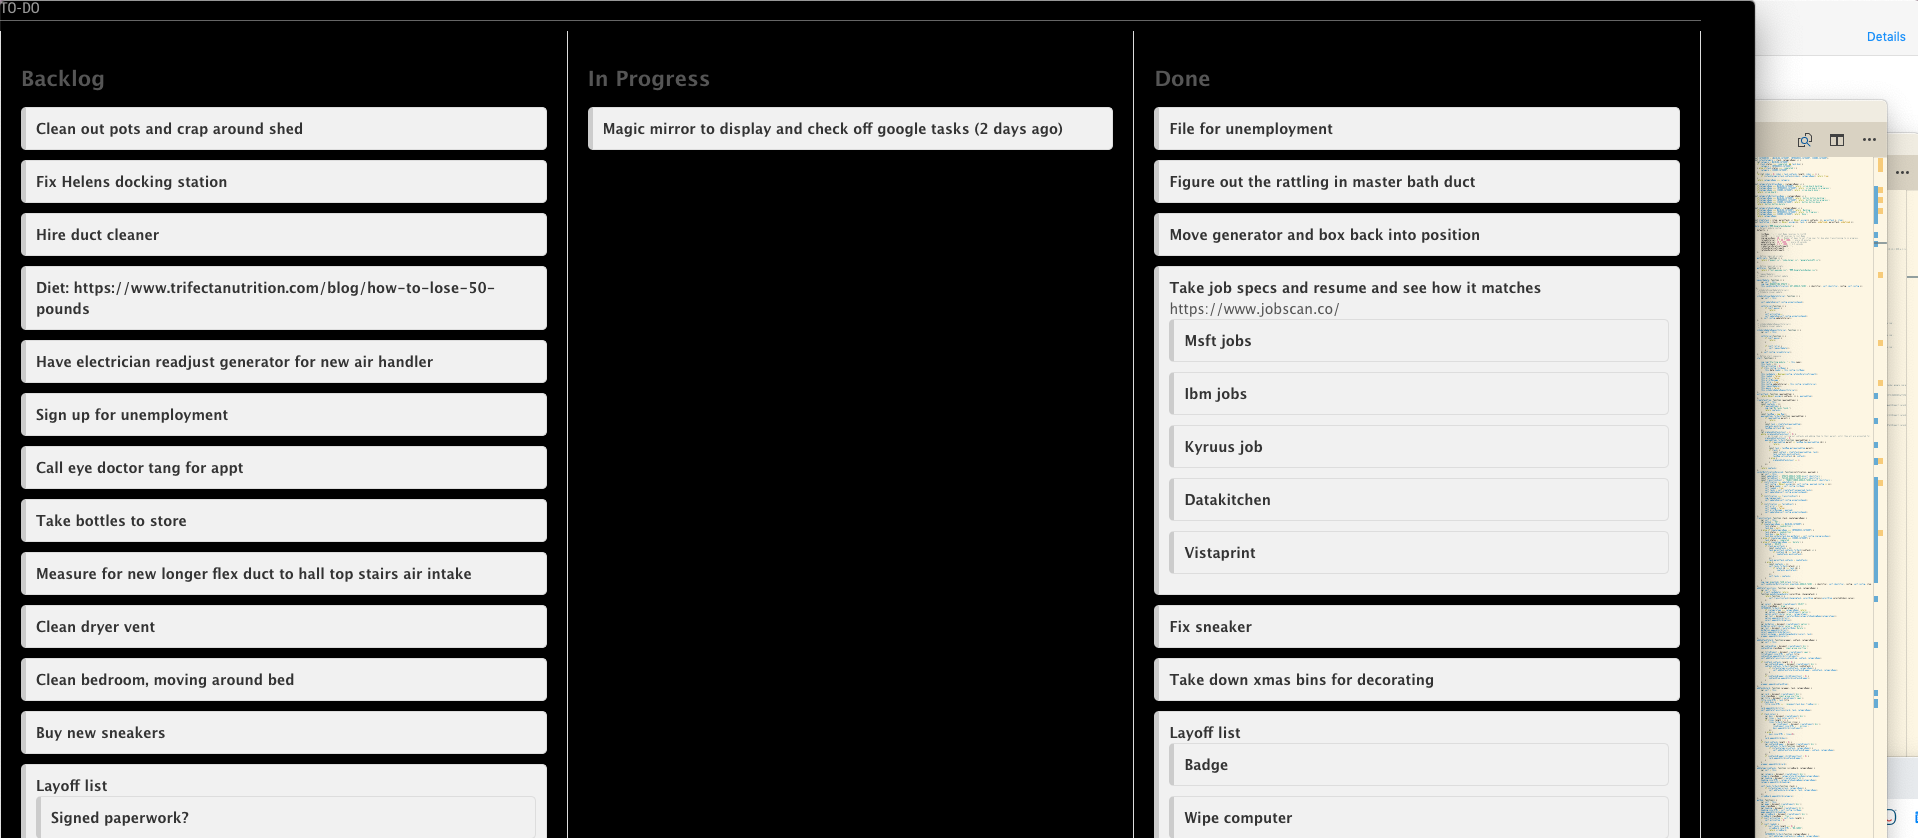 TO-DO
Details
Backlog
Clean out pots and crap around shed
Fix Helens docking station
Hire duct cleaner
Diet: https://www.trifectanutrition.com/blog/how-to-lose-50-
pounds
Have electrician readjust generator for new air handler
Sign up for unemployment
Call eye doctor tang for appt
Take bottles to store
Measure for new longer flex duct to hall top stairs air intake
Clean dryer vent
Clean bedroom, moving around bed
Buy new sneakers
Layoff list
Signed paperwork?
In Progress
Magic mirror to display and check off google tasks (2 days ago)
Done
File for unemployment
Figure out the rattling in master bath duct
Move generator and box back into position
Take job specs and resume and see how it matches
https://www.jobscan.co/
Msft jobs
Ibm jobs
Kyruus job
Datakitchen
Vistaprint
Fix sneaker
Take down xmas bins for decorating
Layoff list
Badge
Wipe computer